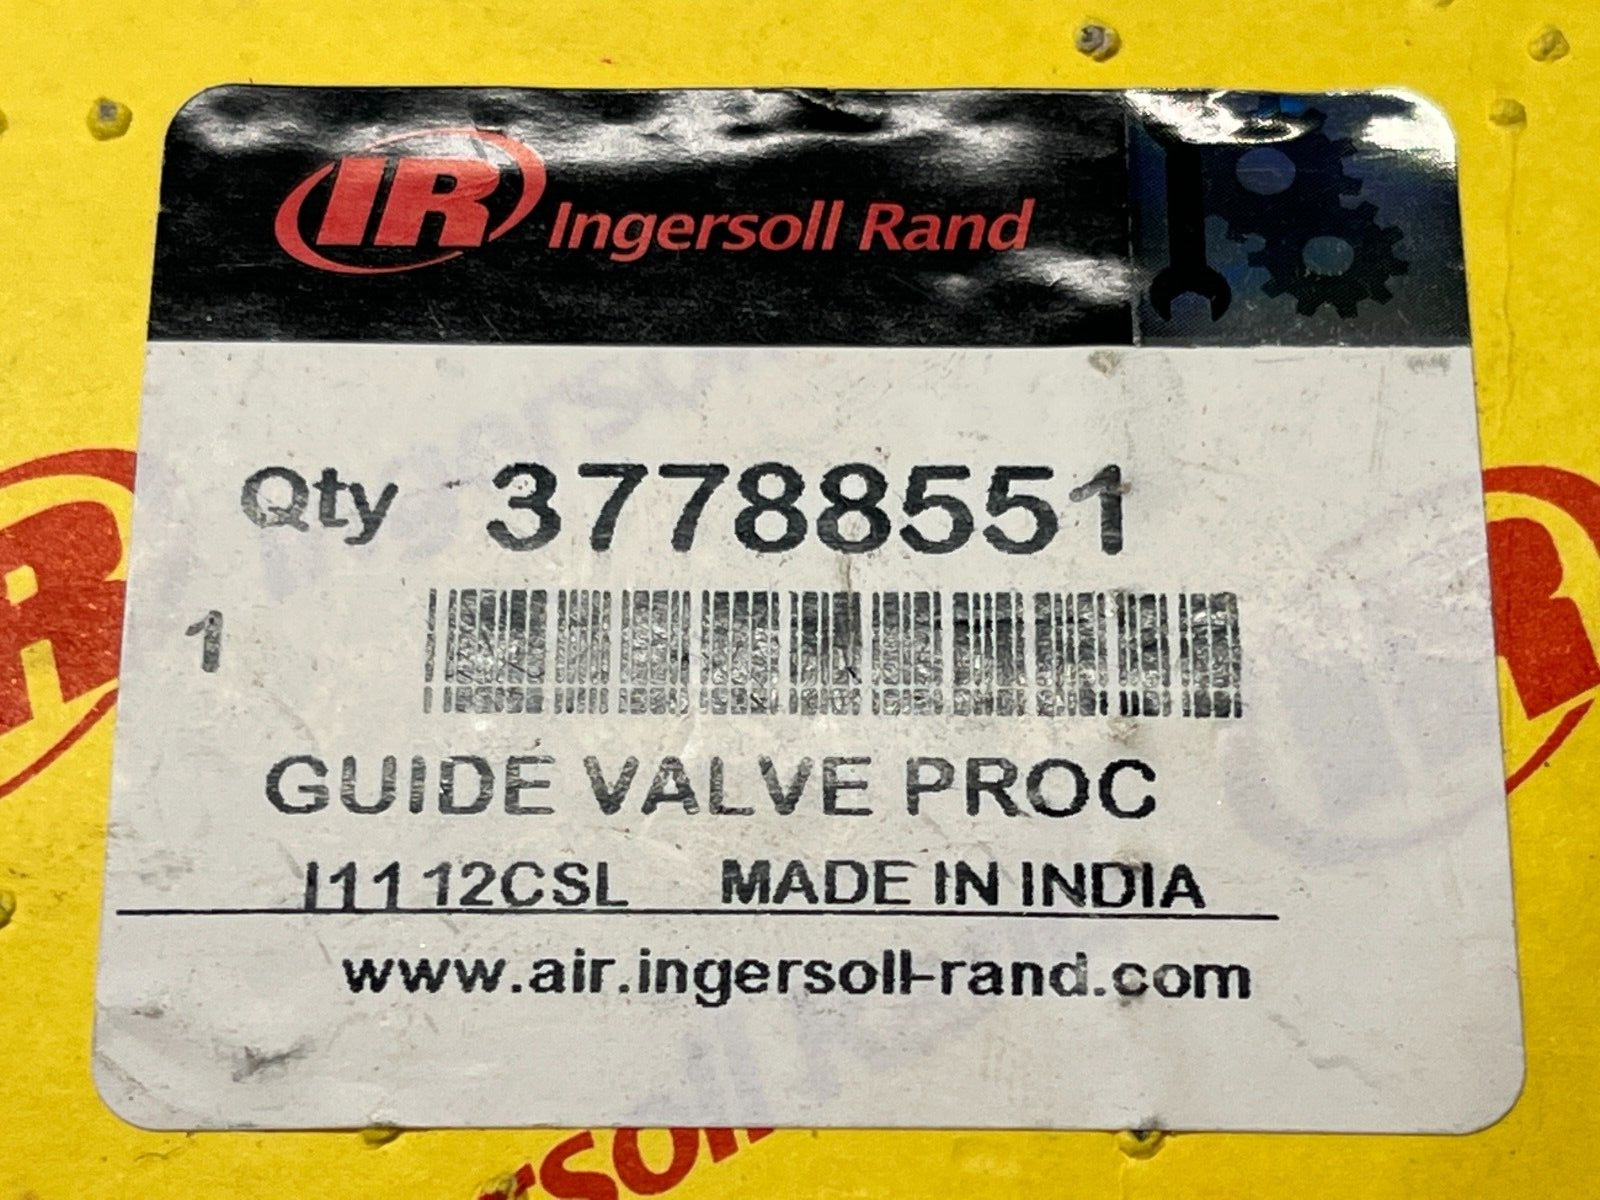 IR Ingersoll Rand
Qty 37788551
1
GUIDE VALVE PROC
I1112CSL MADE IN INDIA
www.air.ingersoll-rand.com